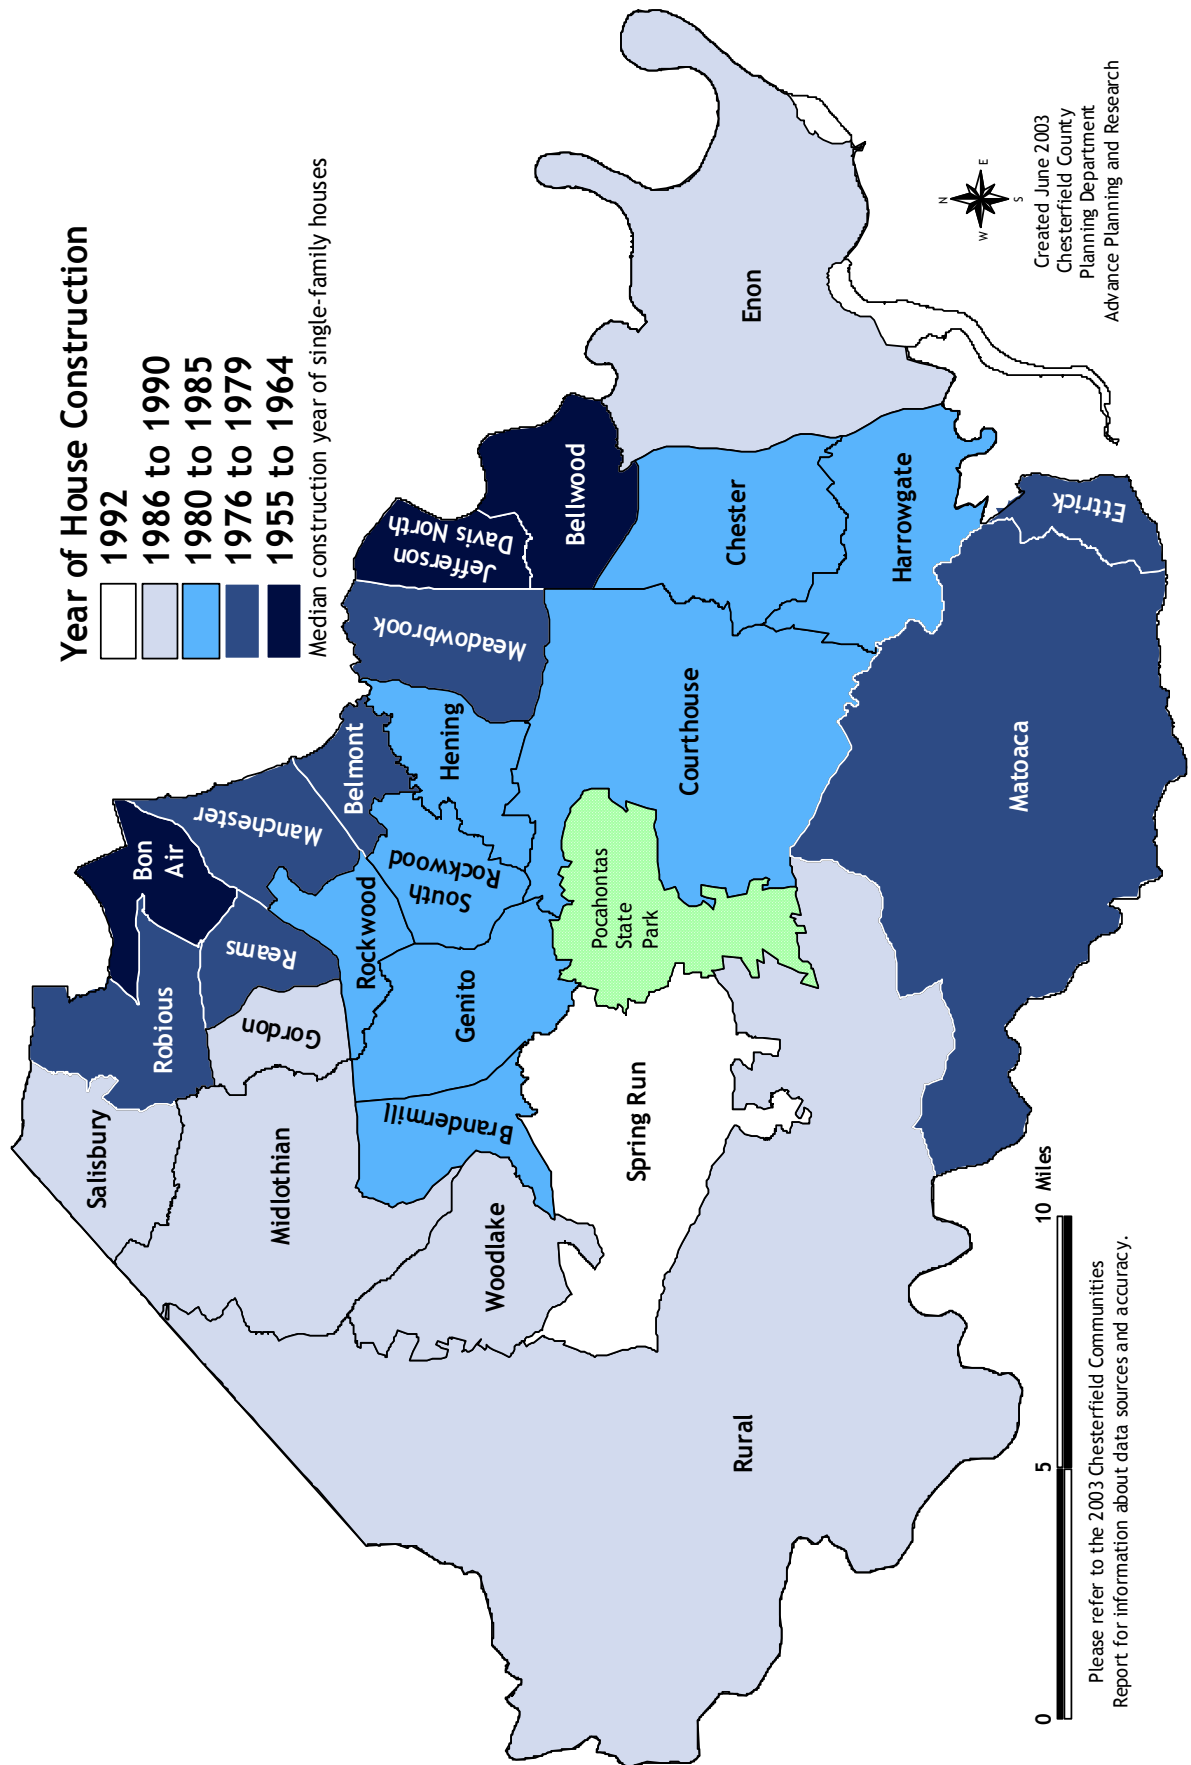 Year of House Construction
1992
1986 to 1990
1980 to 1985
1976 to 1979
1955 to 1964
Median construction year of single-family houses
Salisbury
Robious
Bon
Air
Midlothian
Gordon
Reams
Manchester
Belmont
Rockwood
South
Rockwood
Hening
Meadowbrook
Jefferson
Davis North
Bellwood
Brandermill
Genito
Woodlake
Spring Run
Pocahontas
State
Park
Courthouse
Chester
Enon
Harrowgate
Ettrick
Matoaca
Rural
N
W
E
S
Created June 2003
Chesterfield County
Planning Department
Advance Planning and Research
0
5
10 Miles
Please refer to the 2003 Chesterfield Communities
Report for information about data sources and accuracy.